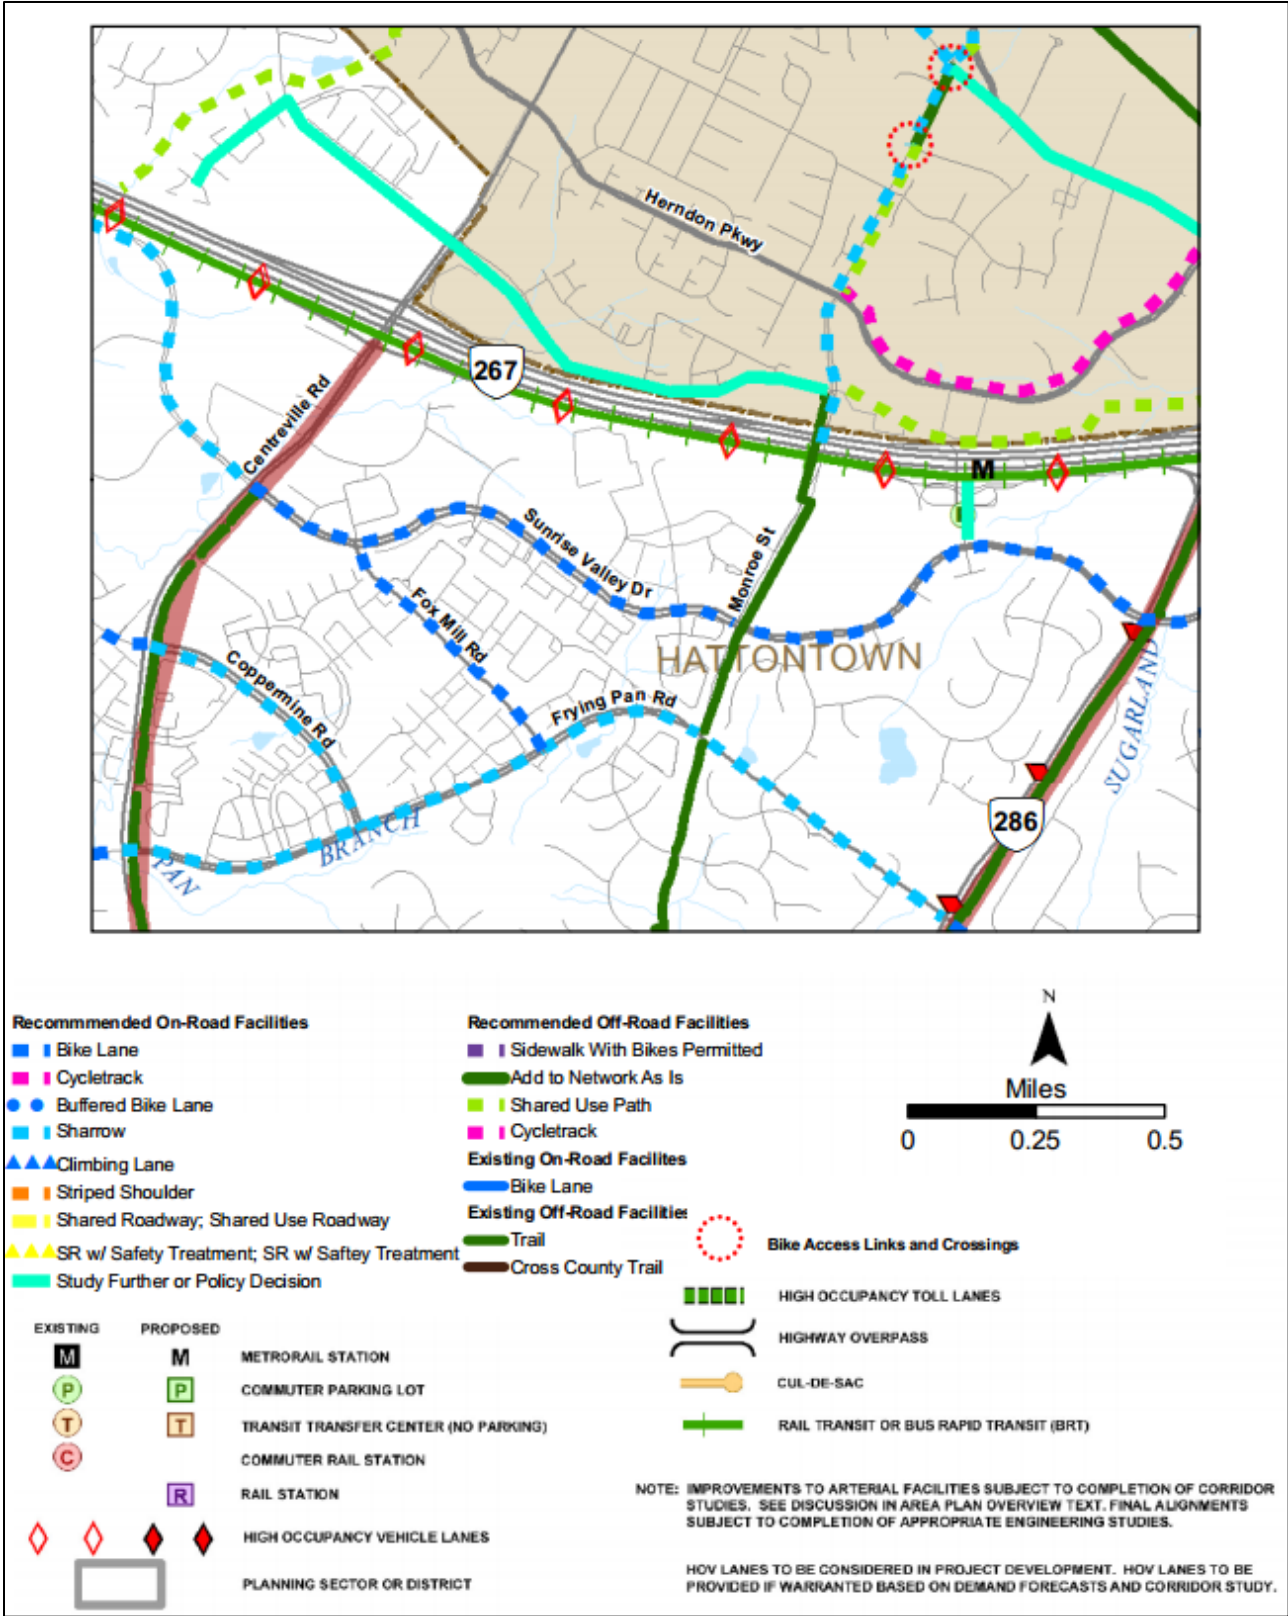 Herndon Pkwy
267
Centreville Rd
M
Sunrise Valley Dr
Monroe St
Fox Mill Rd
HATTONTOWN
Coppermine Rd
Frying Pan Rd
SUGARLAND
286
BRANCH
PAN
N
Recommmended On-Road Facilities
Bike Lane
Cycletrack
Buffered Bike Lane
Sharrow
Climbing Lane
Striped Shoulder
Shared Roadway; Shared Use Roadway
SR w/ Safety Treatment; SR w/ Saftey Treatment
Study Further or Policy Decision
Recommended Off-Road Facilities
Sidewalk With Bikes Permitted
Add to Network As Is
Shared Use Path
Cycletrack
Existing On-Road Facilites
Bike Lane
Existing Off-Road Facilities
Trail
Cross County Trail
Miles
0 0.25 0.5
Bike Access Links and Crossings
HIGH OCCUPANCY TOLL LANES
HIGHWAY OVERPASS
CUL-DE-SAC
RAIL TRANSIT OR BUS RAPID TRANSIT (BRT)
EXISTING PROPOSED
M M METRORAIL STATION
P P COMMUTER PARKING LOT
T T TRANSIT TRANSFER CENTER (NO PARKING)
C COMMUTER RAIL STATION
R RAIL STATION
HIGH OCCUPANCY VEHICLE LANES
PLANNING SECTOR OR DISTRICT
NOTE: IMPROVEMENTS TO ARTERIAL FACILITIES SUBJECT TO COMPLETION OF CORRIDOR
STUDIES. SEE DISCUSSION IN AREA PLAN OVERVIEW TEXT. FINAL ALIGNMENTS
SUBJECT TO COMPLETION OF APPROPRIATE ENGINEERING STUDIES.
HOV LANES TO BE CONSIDERED IN PROJECT DEVELOPMENT. HOV LANES TO BE
PROVIDED IF WARRANTED BASED ON DEMAND FORECASTS AND CORRIDOR STUDY.